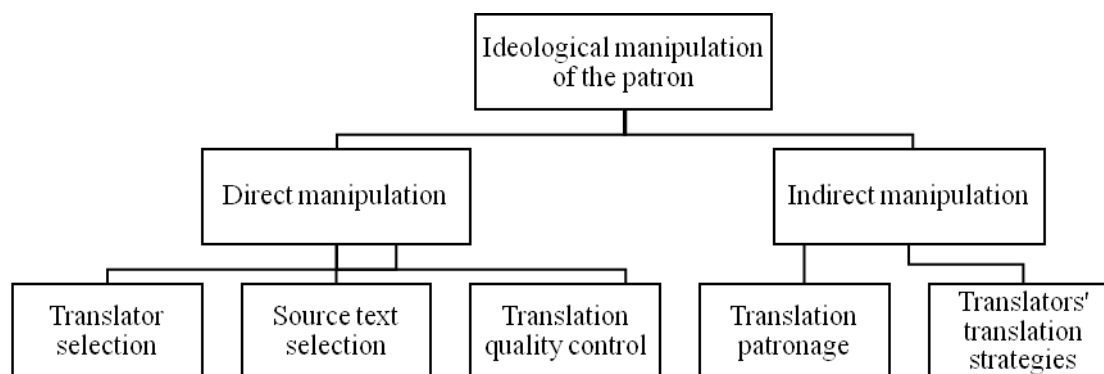 Ideological manipulation
of the patron
Direct manipulation
Indirect manipulation
Translator
selection
Source text
selection
Translation
quality control
Translation
patronage
Translators'
translation
strategies